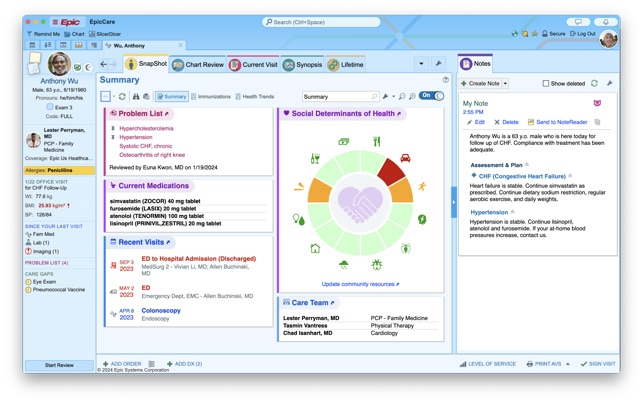 Epic EpicCare Search (Ctrl+Space)
Remind Me Chart SlicerDicer Secure Log Out
Wu, Anthony
Anthony Wu
Male, 63 y.o., 6/19/1960
Pronouns: he/him/his
Exam 3
Code: FULL
Lester Perryman, MD
PCP - Family Medicine
Coverage: Epic Us Healthca...
Allergies: Penicillins
1/22 OFFICE VISIT
for CHF Follow-Up
Wt: 77.6 kg
BMI: 25.83 kg/m²
BP: 126/84
SINCE YOUR LAST VISIT
Fam Med
Lab (1)
Imaging (1)
PROBLEM LIST (4)
CARE GAPS
Eye Exam
Pneumococcal Vaccine
Start Review
SnapShot Chart Review Current Visit Synopsis Lifetime
Summary
Summary Immunizations Health Trends Summary On
Problem List
Hypercholesterolemia
Hypertension
Systolic CHF, chronic
Osteoarthritis of right knee
Reviewed by Euna Kwon, MD on 1/19/2024
Current Medications
simvastatin (ZOCOR) 40 mg tablet
furosemide (LASIX) 20 mg tablet
atenolol (TENORMIN) 100 mg tablet
lisinopril (PRINIVIL,ZESTRIL) 20 mg tablet
Recent Visits
SEP 3 2023 ED to Hospital Admission (Discharged)
MedSurg 2 - Vivian Li, MD; Allen Buchinski, MD
MAY 2 2023 ED
Emergency Dept, EMC - Allen Buchinski, MD
APR 8 2023 Colonoscopy
Endoscopy
Social Determinants of Health
Update community resources
Care Team
Lester Perryman, MD PCP - Family Medicine
Tasmin Vantress Physical Therapy
Chad Isanhart, MD Cardiology
ADD ORDER ADD DX (2)
© 2024 Epic Systems Corporation
Notes
Create Note Show deleted
My Note
2:55 PM
Edit Delete Send to NoteReader
Anthony Wu is a 63 y.o. male who is here today for follow up of CHF. Compliance with treatment has been adequate.
Assessment & Plan
CHF (Congestive Heart Failure)
Heart failure is stable. Continue simvastatin as prescribed. Continue dietary sodium restriction, regular aerobic exercise, and daily weights,
Hypertension
Hypertension is stable. Continue lisinopril, atenolol and furosemide. If your at-home blood pressures increase, contact us.
LEVEL OF SERVICE PRINT AVS SIGN VISIT